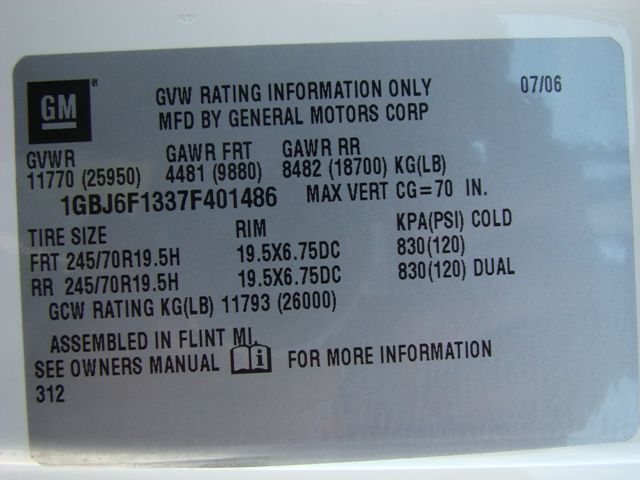 GM®
GVW RATING INFORMATION ONLY 07/06
MFD BY GENERAL MOTORS CORP
GVWR GAWR FRT GAWR RR
11770 (25950) 4481 (9880) 8482 (18700) KG(LB)
1GBJ6F1337F401486 MAX VERT CG=70 IN.
TIRE SIZE RIM KPA(PSI) COLD
FRT 245/70R19.5H 19.5X6.75DC 830(120)
RR 245/70R19.5H 19.5X6.75DC 830(120) DUAL
GCW RATING KG(LB) 11793 (26000)
ASSEMBLED IN FLINT MI.
SEE OWNERS MANUAL i FOR MORE INFORMATION
312